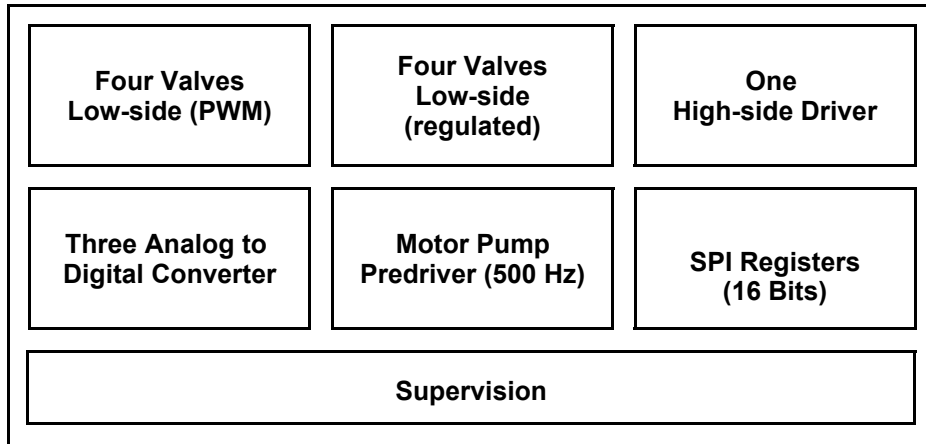 Four Valves
Low-side (PWM)
Four Valves
Low-side
(regulated)
One
High-side Driver
Three Analog to
Digital Converter
Motor Pump
Predriver (500 Hz)
SPI Registers
(16 Bits)
Supervision